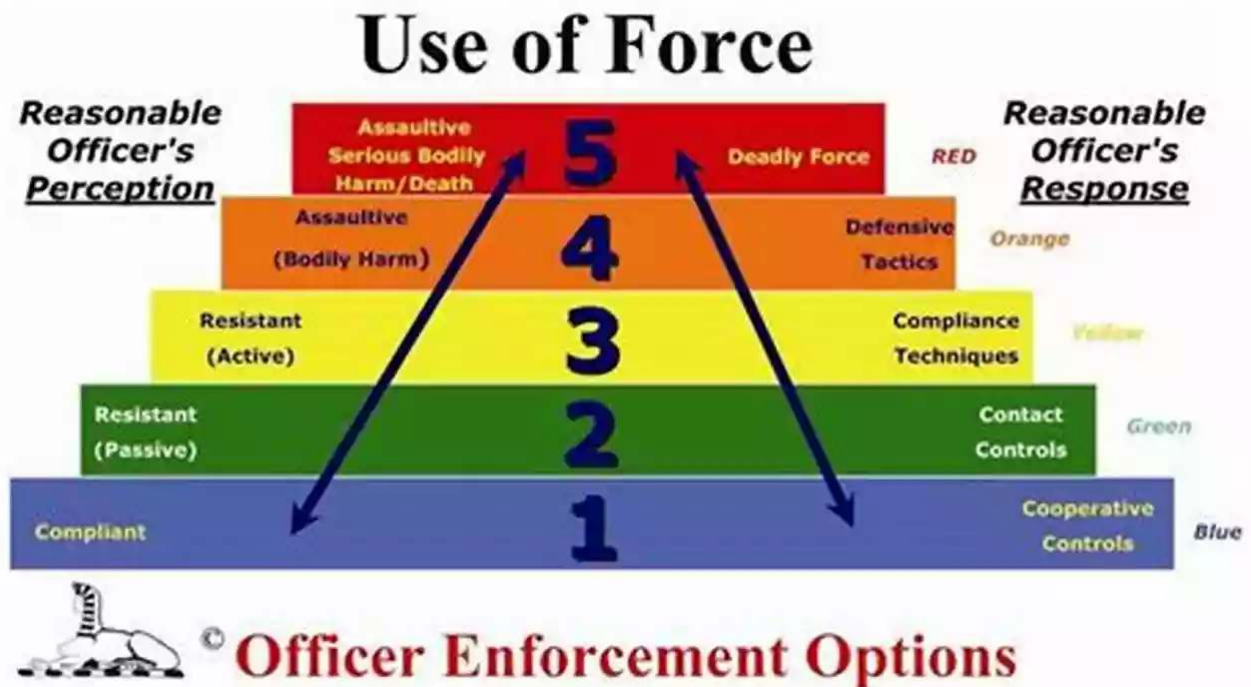 Use of Force
Reasonable
Officer's
Perception
Reasonable
Officer's
Response
Assaultive
Serious Bodily
Harm/Death
5
Deadly Force
RED
Assaultive
(Bodily Harm)
4
Defensive
Tactics
Orange
Resistant
(Active)
3
Compliance
Techniques
Yellow
Resistant
(Passive)
2
Contact
Controls
Green
Compliant
1
Cooperative
Controls
Blue
© Officer Enforcement Options